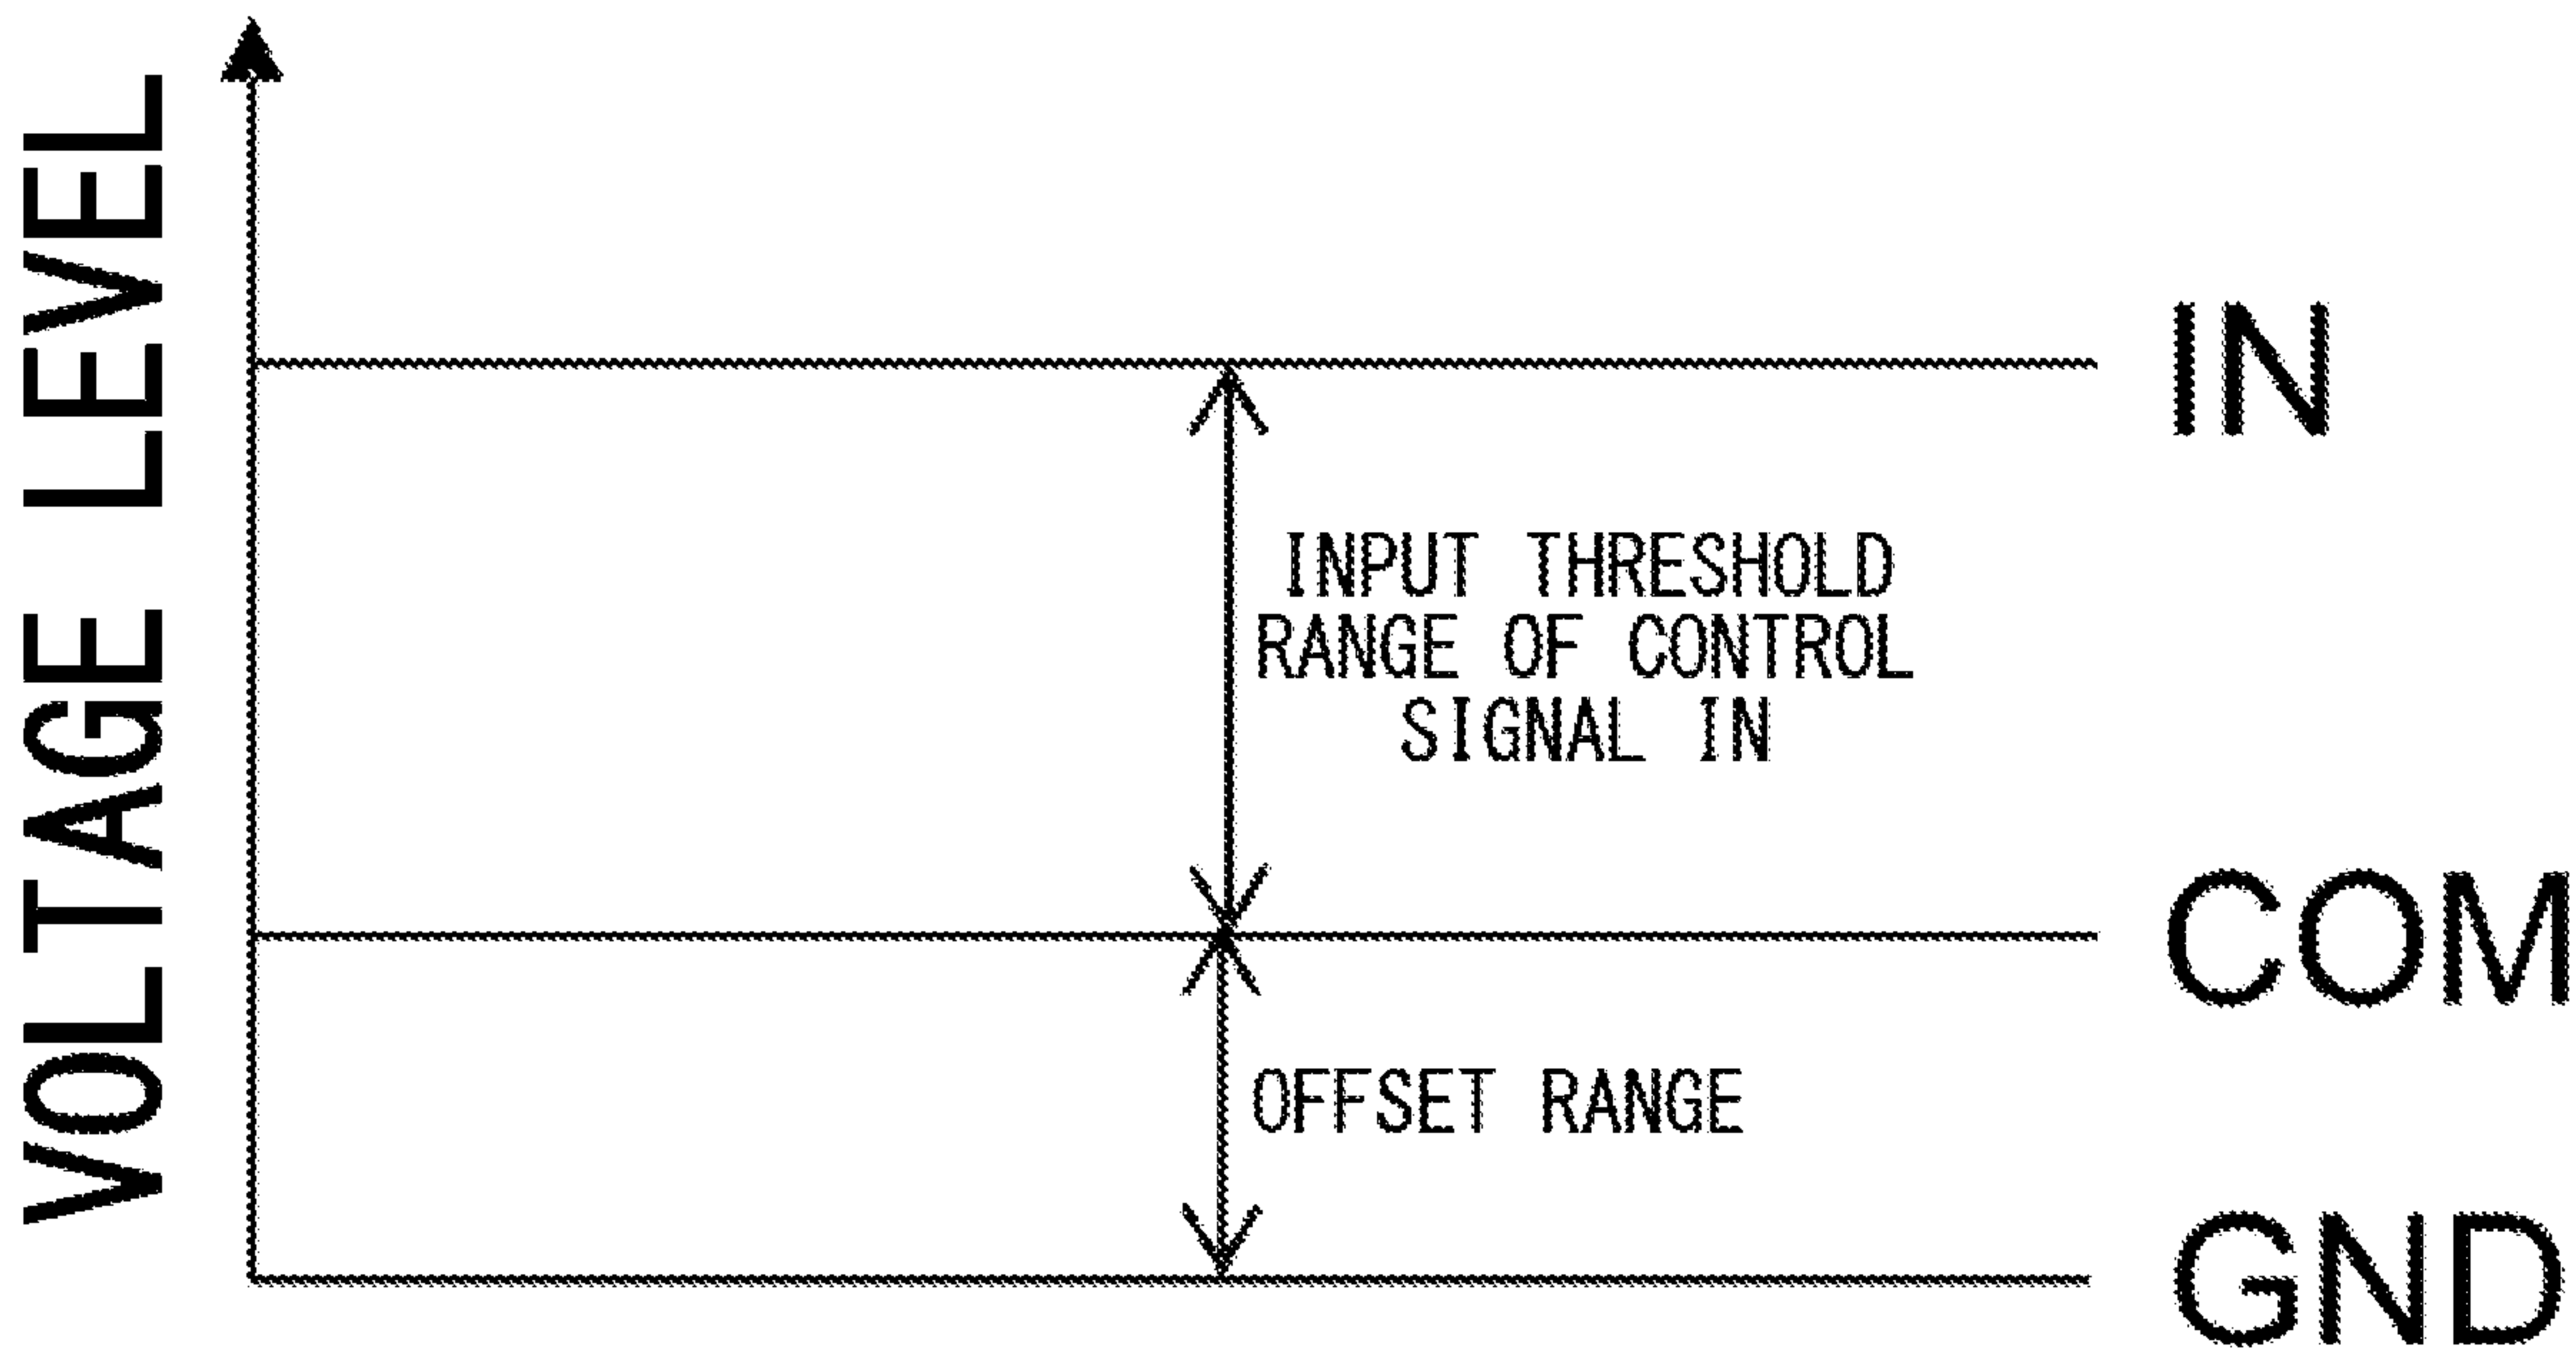 VOLTAGE LEVEL
IN
INPUT THRESHOLD
RANGE OF CONTROL
SIGNAL IN
COM
OFFSET RANGE
GND